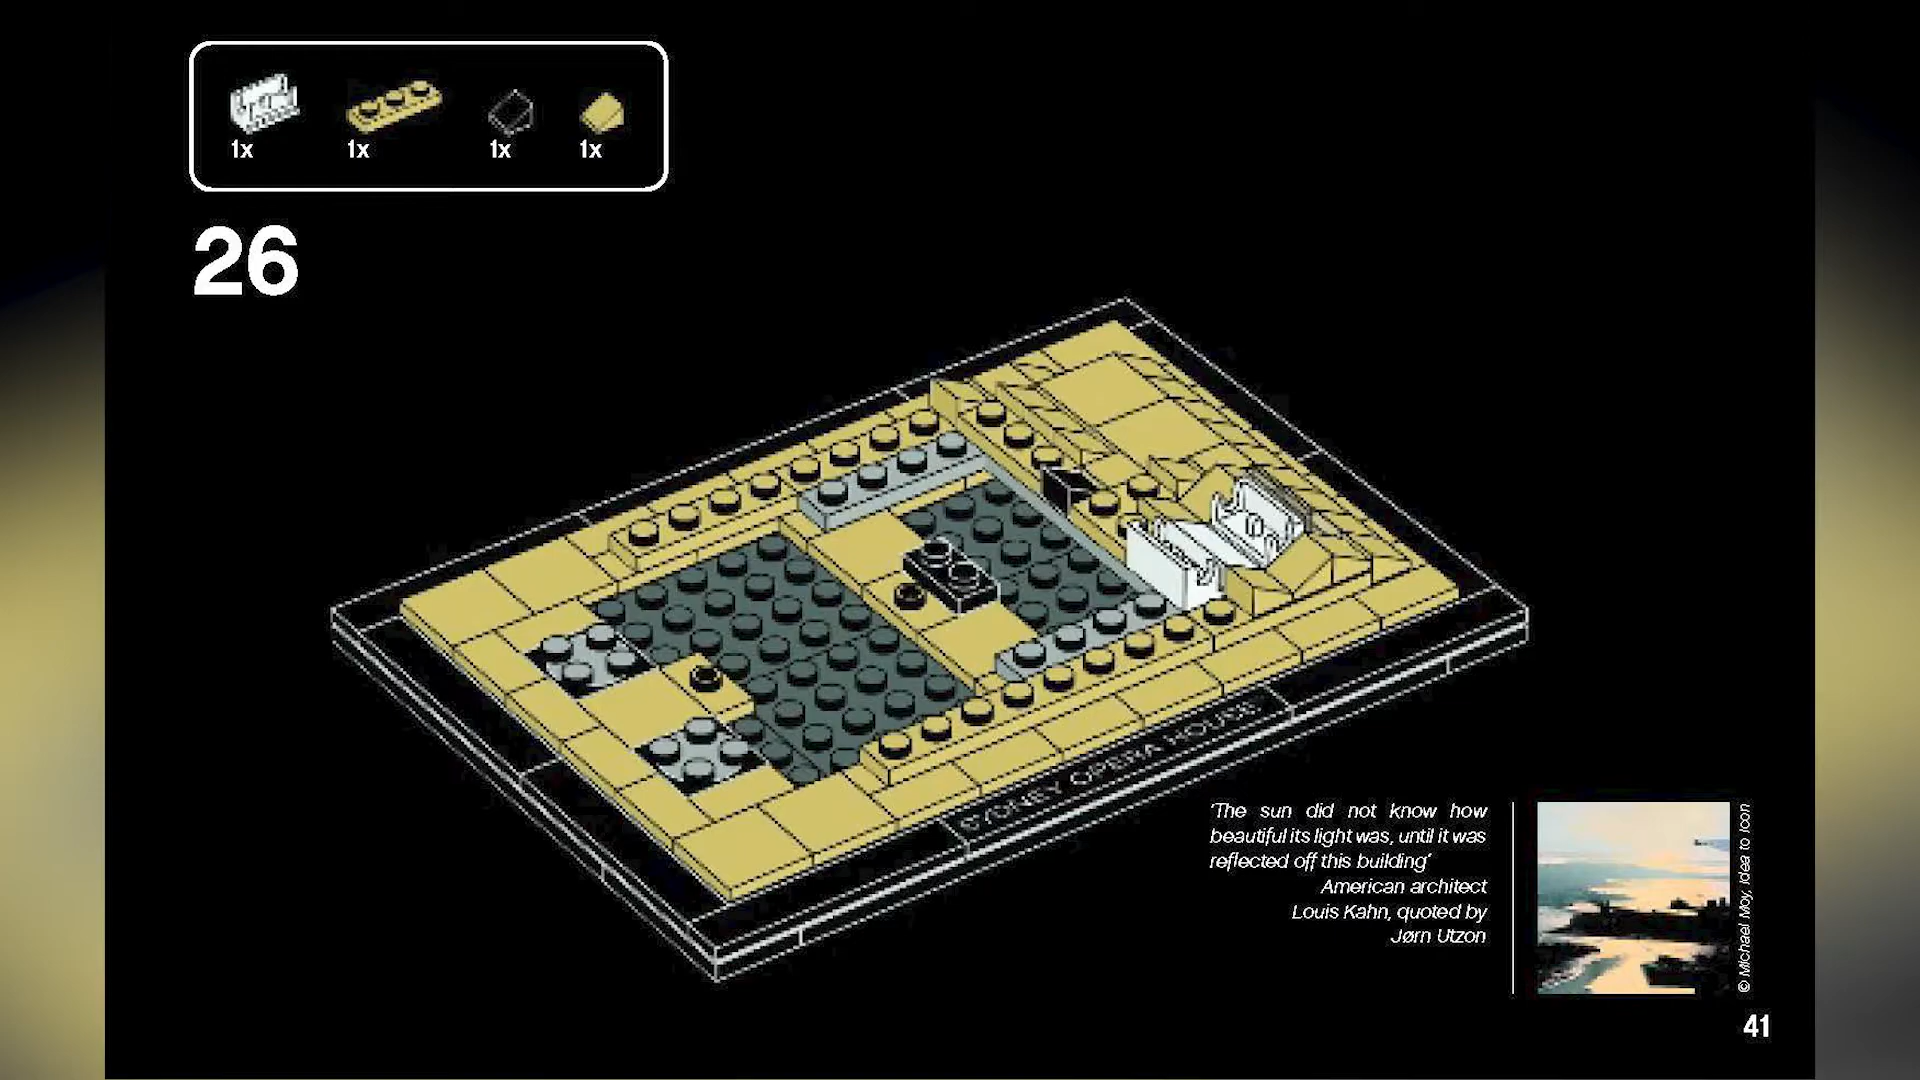 1x 1x 1x 1x
26
SYDNEY OPERA HOUSE
'The sun did not know how
beautiful its light was, until it was
reflected off this building'
American architect
Louis Kahn, quoted by
Jørn Utzon
© Michael Moy, Idea to Icon
41